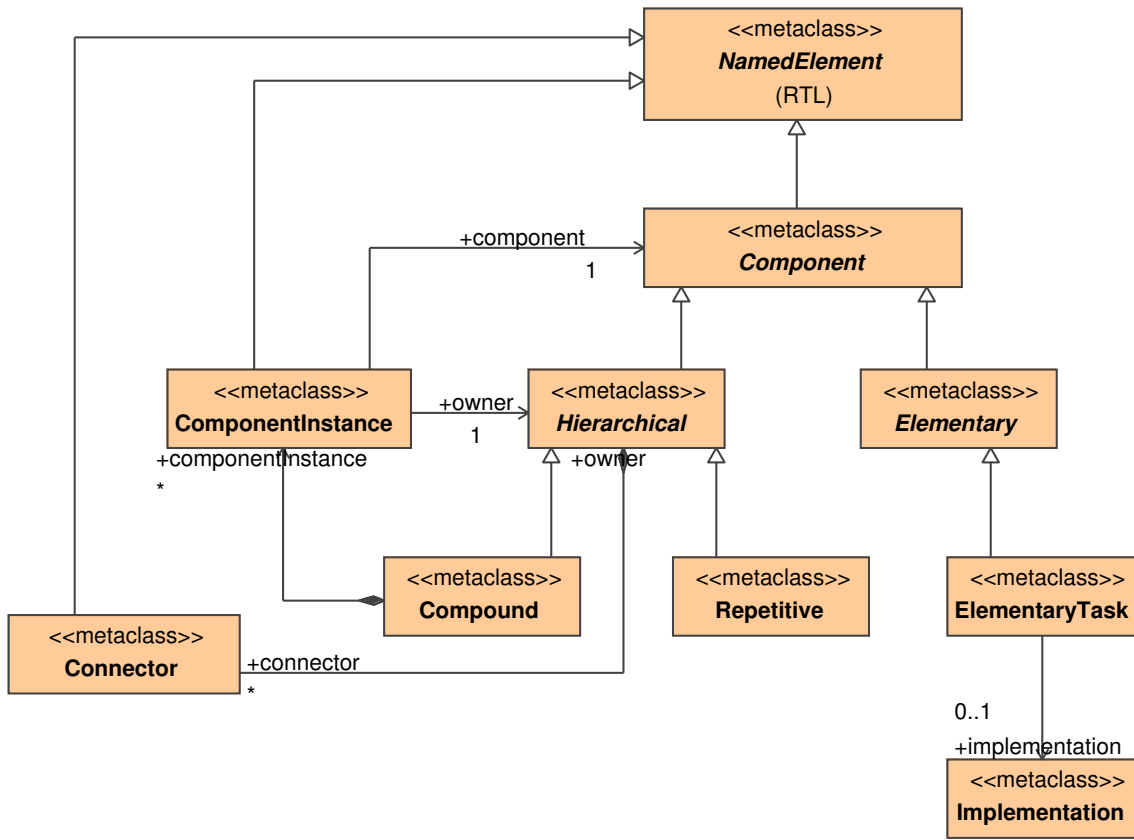 <<metaclass>>
NamedElement
(RTL)
+component
1
<<metaclass>>
Component
<<metaclass>>
ComponentInstance
+owner
1
<<metaclass>>
Hierarchical
<<metaclass>>
Elementary
+componentInstance
*
+owner
<<metaclass>>
Compound
<<metaclass>>
Repetitive
<<metaclass>>
ElementaryTask
<<metaclass>>
Connector
+connector
*
0..1
+implementation
<<metaclass>>
Implementation